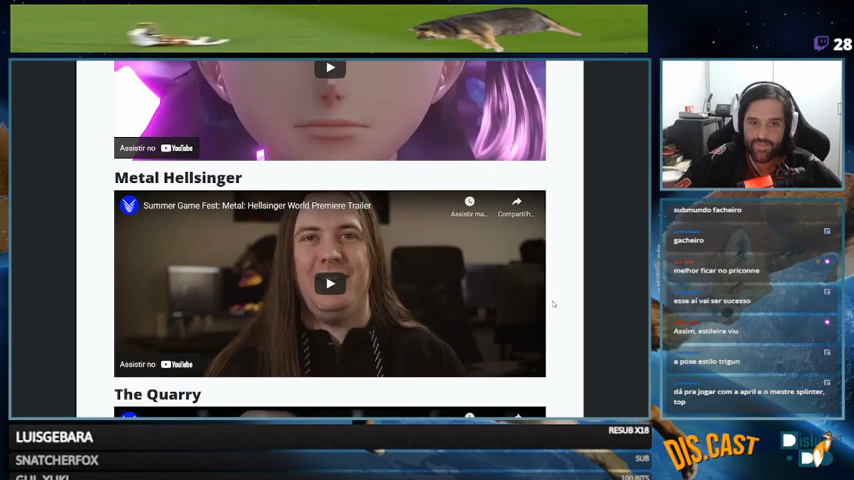 28
Assistir no YouTube
Metal Hellsinger
Summer Game Fest: Metal: Hellsinger World Premiere Trailer
Assistir ma...
Compartilh...
Assistir no YouTube
The Quarry
submundo facheiro
gacheiro
melhor ficar no priconne
esse aí vai ser sucesso
Assim, estileira viu
a pose estilo trigun
dá pra jogar com a april e o mestre splinter,
top
LUISGEBARA
RESUB X18
SNATCHERFOX
SUB
100 BITS
DIS.CAST